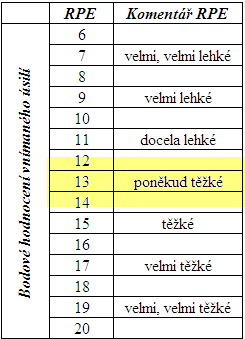 Bodové hodnocení vnímaného úsilí
RPE Komentář RPE
6
7 velmi, velmi lehké
8
9 velmi lehké
10
11 docela lehké
12
13 poněkud těžké
14
15 těžké
16
17 velmi těžké
18
19 velmi, velmi těžké
20